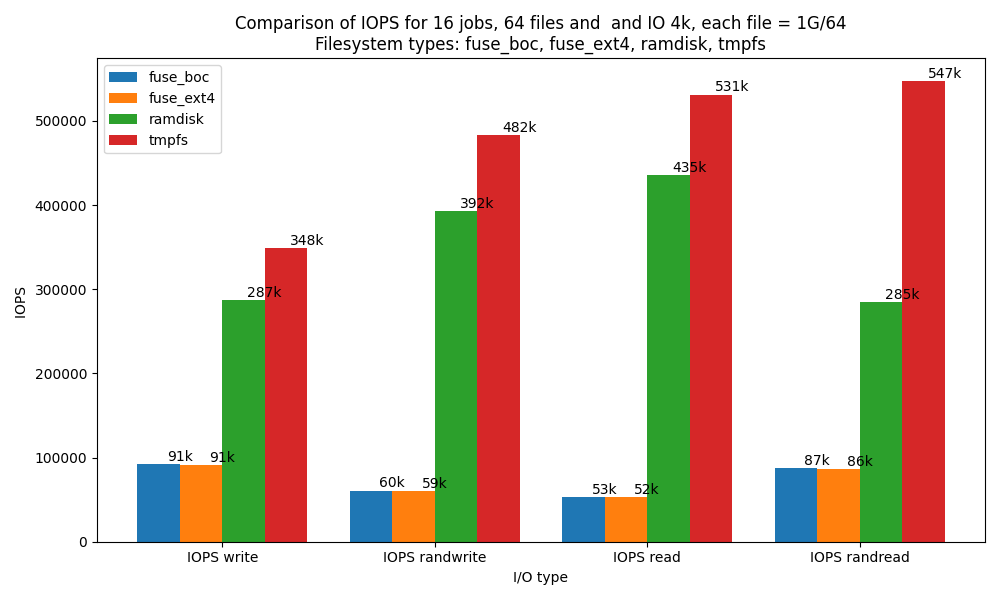 Comparison of IOPS for 16 jobs, 64 files and  and IO 4k, each file = 1G/64
Filesystem types: fuse_boc, fuse_ext4, ramdisk, tmpfs
fuse_boc
fuse_ext4
ramdisk
tmpfs
IOPS
500000
400000
300000
200000
100000
0
91k
91k
287k
348k
60k
59k
392k
482k
53k
52k
435k
531k
87k
86k
285k
547k
IOPS write
IOPS randwrite
IOPS read
IOPS randread
I/O type